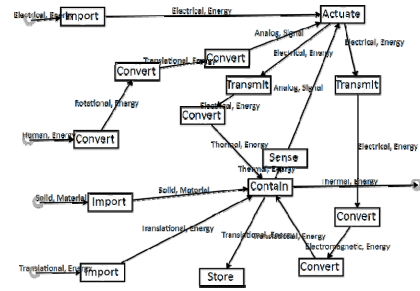 Electrical, Energy
Import
Electrical, Energy
Actuate
Analog, Signal
Electrical, Energy
Translational, Energy
Convert
Convert
Electrical, Energy
Transmit
Analog, Signal
Transmit
Rotational, Energy
Electrical, Energy
Convert
Human, Energy
Convert
Thermal, Energy
Electrical, Energy
Sense
Thermal, Energy
Solid, Material
Import
Solid, Material
Contain
Thermal, Energy
Translational, Energy
Convert
Translational, Energy
Translational, Energy
Electromagnetic, Energy
Translational, Energy
Import
Store
Convert